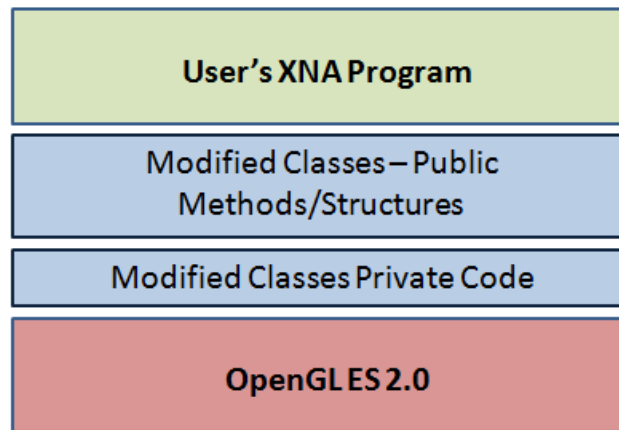 User’s XNA Program
Modified Classes – Public
Methods/Structures
Modified Classes Private Code
OpenGL ES 2.0